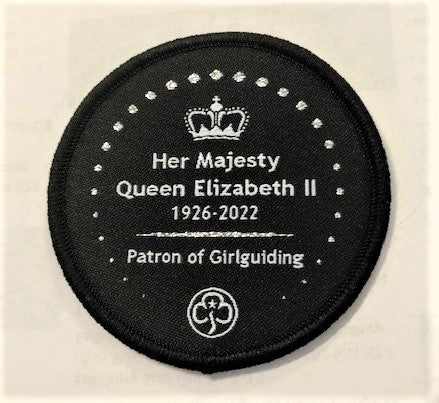 Her Majesty
Queen Elizabeth II
1926-2022
Patron of Girlguiding